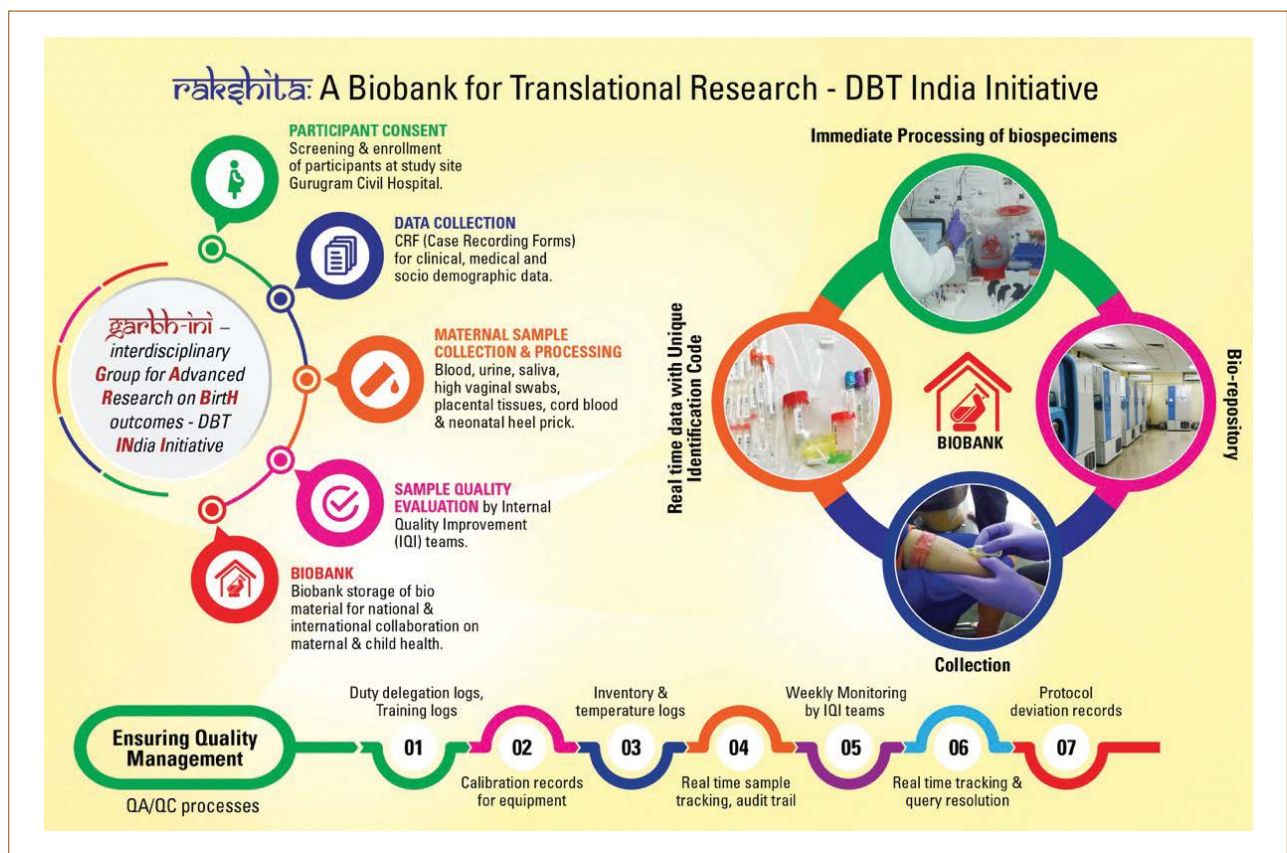 rakshita: A Biobank for Translational Research - DBT India Initiative
PARTICIPANT CONSENT
Screening & enrollment
of participants at study site
Gurugram Civil Hospital.
DATA COLLECTION
CRF (Case Recording Forms)
for clinical, medical and
socio demographic data.
garbh-ini –
interdisciplinary
Group for Advanced
Research on BirtH
outcomes - DBT
INdia Initiative
MATERNAL SAMPLE
COLLECTION & PROCESSING
Blood, urine, saliva,
high vaginal swabs,
placental tissues, cord blood
& neonatal heel prick.
SAMPLE QUALITY
EVALUATION by Internal
Quality Improvement
(IQI) teams.
BIOBANK
Biobank storage of bio
material for national &
international collaboration on
maternal & child health.
Immediate Processing of biospecimens
Real time data with Unique
Identification Code
BIOBANK
Bio-repository
Collection
Ensuring Quality
Management
QA/QC processes
Duty delegation logs,
Training logs
01
02
Calibration records
for equipment
Inventory &
temperature logs
03
04
Real time sample
tracking, audit trail
Weekly Monitoring
by IQI teams
05
06
Real time tracking &
query resolution
Protocol
deviation records
07